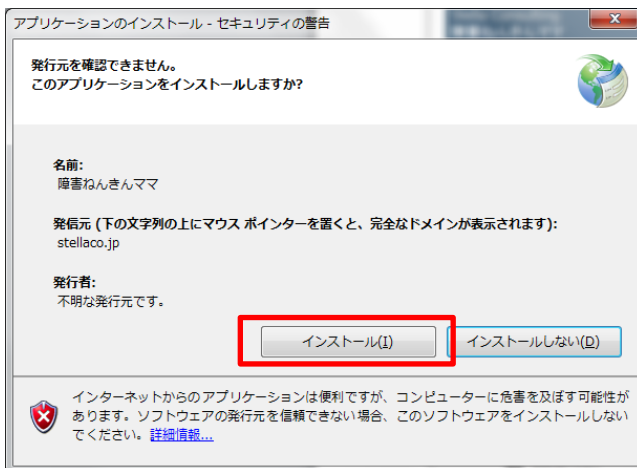 アプリケーションのインストール - セキュリティの警告
発行元を確認できません。
このアプリケーションをインストールしますか?
名前:
障害ねんきんママ
発信元 (下の文字列の上にマウス ポインターを置くと、完全なドメインが表示されます):
stellaco.jp
発行者:
不明な発行元です。
インストール(I) インストールしない(D)
インターネットからのアプリケーションは便利ですが、コンピューターに危害を及ぼす可能性が
あります。ソフトウェアの発行元を信頼できない場合、このソフトウェアをインストールしない
でください。詳細情報...